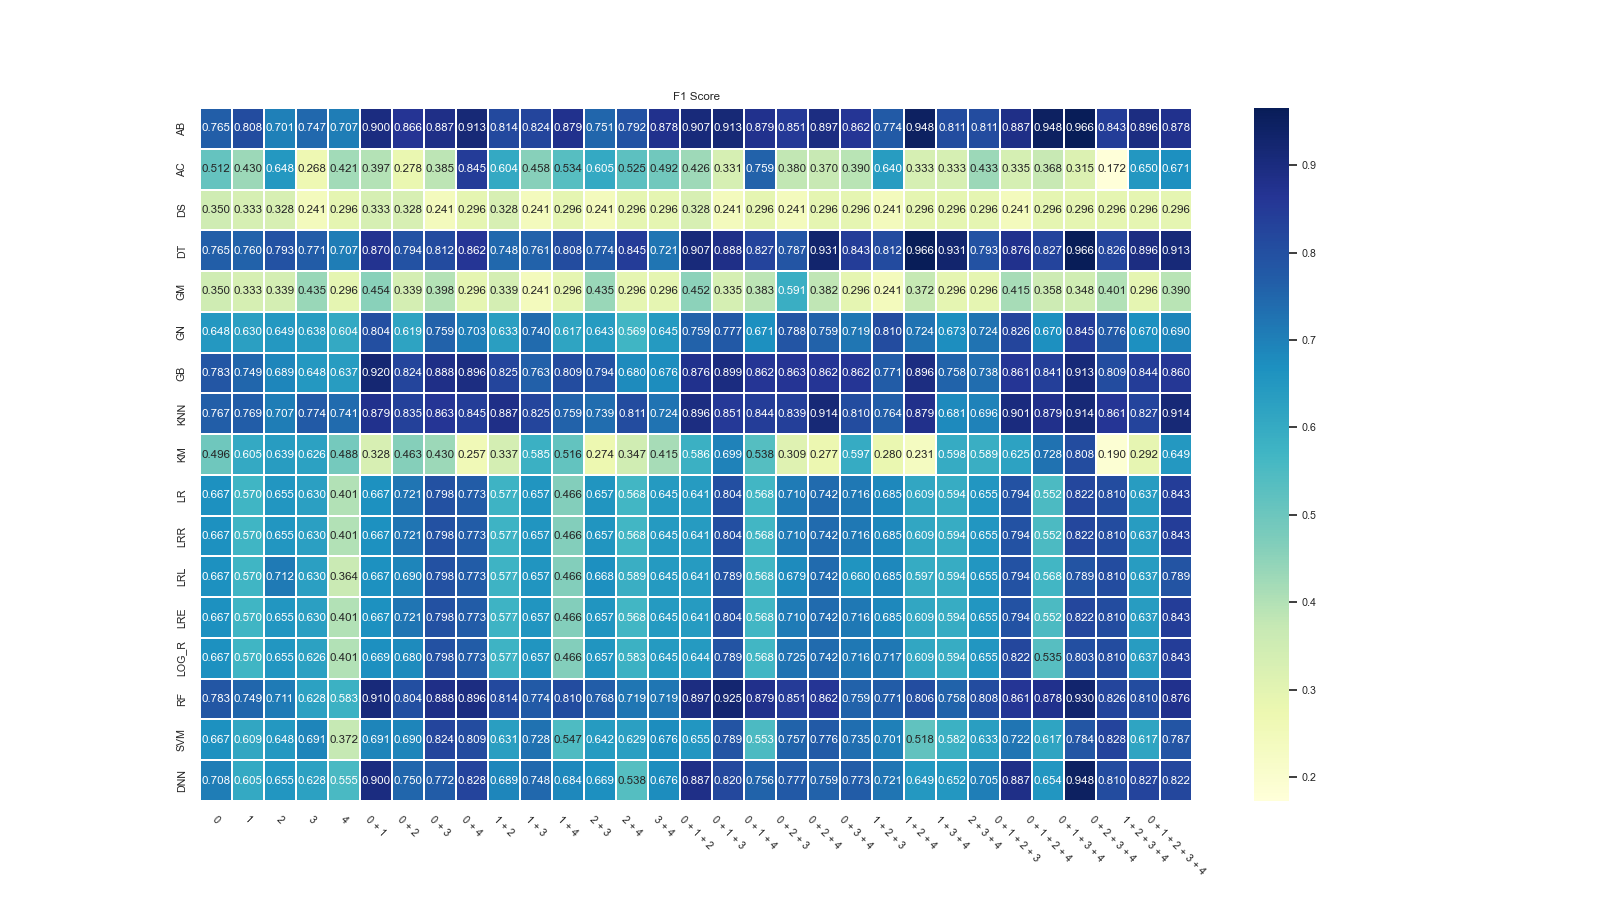 F1 Score
AB 0.765 0.808 0.701 0.747 0.707 0.900 0.866 0.887 0.913 0.814 0.824 0.879 0.751 0.792 0.878 0.907 0.913 0.879 0.851 0.897 0.862 0.774 0.948 0.811 0.811 0.887 0.948 0.966 0.843 0.896 0.878
AC 0.512 0.430 0.648 0.268 0.421 0.397 0.278 0.385 0.845 0.604 0.458 0.534 0.605 0.525 0.492 0.426 0.331 0.759 0.380 0.370 0.390 0.640 0.333 0.333 0.433 0.335 0.368 0.315 0.172 0.650 0.671
DS 0.350 0.333 0.328 0.241 0.296 0.333 0.328 0.241 0.296 0.328 0.241 0.296 0.241 0.296 0.296 0.328 0.241 0.296 0.241 0.296 0.296 0.241 0.296 0.296 0.296 0.241 0.296 0.296 0.296 0.296 0.296
DT 0.765 0.760 0.793 0.771 0.707 0.870 0.794 0.812 0.862 0.748 0.761 0.808 0.774 0.845 0.721 0.907 0.888 0.827 0.787 0.931 0.843 0.812 0.966 0.931 0.793 0.876 0.827 0.966 0.826 0.896 0.913
GM 0.350 0.333 0.339 0.435 0.296 0.454 0.339 0.398 0.296 0.339 0.241 0.296 0.435 0.296 0.296 0.452 0.335 0.383 0.591 0.382 0.296 0.241 0.372 0.296 0.296 0.415 0.358 0.348 0.401 0.296 0.390
GN 0.648 0.630 0.649 0.638 0.604 0.804 0.619 0.759 0.703 0.633 0.740 0.617 0.643 0.569 0.645 0.759 0.777 0.671 0.788 0.759 0.719 0.810 0.724 0.673 0.724 0.826 0.670 0.845 0.776 0.670 0.690
GB 0.783 0.749 0.689 0.648 0.637 0.920 0.824 0.888 0.896 0.825 0.763 0.809 0.794 0.680 0.676 0.876 0.899 0.862 0.863 0.862 0.862 0.771 0.896 0.758 0.738 0.861 0.841 0.913 0.809 0.844 0.860
KNN 0.767 0.769 0.707 0.774 0.741 0.879 0.835 0.863 0.845 0.887 0.825 0.759 0.739 0.811 0.724 0.896 0.851 0.844 0.839 0.914 0.810 0.764 0.879 0.681 0.696 0.901 0.879 0.914 0.861 0.827 0.914
KM 0.496 0.605 0.639 0.626 0.488 0.328 0.463 0.430 0.257 0.337 0.585 0.516 0.274 0.347 0.415 0.586 0.699 0.538 0.309 0.277 0.597 0.280 0.231 0.598 0.589 0.625 0.728 0.808 0.190 0.292 0.649
LR 0.667 0.570 0.655 0.630 0.401 0.667 0.721 0.798 0.773 0.577 0.657 0.466 0.657 0.568 0.645 0.641 0.804 0.568 0.710 0.742 0.716 0.685 0.609 0.594 0.655 0.794 0.552 0.822 0.810 0.637 0.843
LRR 0.667 0.570 0.655 0.630 0.401 0.667 0.721 0.798 0.773 0.577 0.657 0.466 0.657 0.568 0.645 0.641 0.804 0.568 0.710 0.742 0.716 0.685 0.609 0.594 0.655 0.794 0.552 0.822 0.810 0.637 0.843
LRL 0.667 0.570 0.712 0.630 0.364 0.667 0.690 0.798 0.773 0.577 0.657 0.466 0.668 0.589 0.645 0.641 0.789 0.568 0.679 0.742 0.660 0.685 0.597 0.594 0.655 0.794 0.568 0.789 0.810 0.637 0.789
LRE 0.667 0.570 0.655 0.630 0.401 0.667 0.721 0.798 0.773 0.577 0.657 0.466 0.657 0.568 0.645 0.641 0.804 0.568 0.710 0.742 0.716 0.685 0.609 0.594 0.655 0.794 0.552 0.822 0.810 0.637 0.843
LOG_R 0.667 0.570 0.655 0.626 0.401 0.669 0.680 0.798 0.773 0.577 0.657 0.466 0.657 0.583 0.645 0.644 0.789 0.568 0.725 0.742 0.716 0.717 0.609 0.594 0.655 0.822 0.535 0.803 0.810 0.637 0.843
RF 0.783 0.749 0.711 0.628 0.583 0.910 0.804 0.888 0.896 0.814 0.774 0.810 0.768 0.719 0.719 0.897 0.925 0.879 0.851 0.862 0.759 0.771 0.806 0.758 0.808 0.861 0.878 0.930 0.826 0.810 0.876
SVM 0.667 0.609 0.648 0.691 0.372 0.691 0.690 0.824 0.809 0.631 0.728 0.547 0.642 0.629 0.676 0.655 0.789 0.553 0.757 0.776 0.735 0.701 0.518 0.582 0.633 0.722 0.617 0.784 0.828 0.617 0.787
DNN 0.708 0.605 0.655 0.628 0.555 0.900 0.750 0.772 0.828 0.689 0.748 0.684 0.669 0.538 0.676 0.887 0.820 0.756 0.777 0.759 0.773 0.721 0.649 0.652 0.705 0.887 0.654 0.948 0.810 0.827 0.822
0
1
2
3
4
0 + 1
0 + 2
0 + 3
0 + 4
1 + 2
1 + 3
1 + 4
2 + 3
2 + 4
3 + 4
0 + 1 + 2
0 + 1 + 3
0 + 1 + 4
0 + 2 + 3
0 + 2 + 4
0 + 3 + 4
1 + 2 + 3
1 + 2 + 4
1 + 3 + 4
2 + 3 + 4
0 + 1 + 2 + 3
0 + 1 + 2 + 4
0 + 1 + 3 + 4
0 + 2 + 3 + 4
1 + 2 + 3 + 4
0 + 1 + 2 + 3 + 4
0.9
0.8
0.7
0.6
0.5
0.4
0.3
0.2